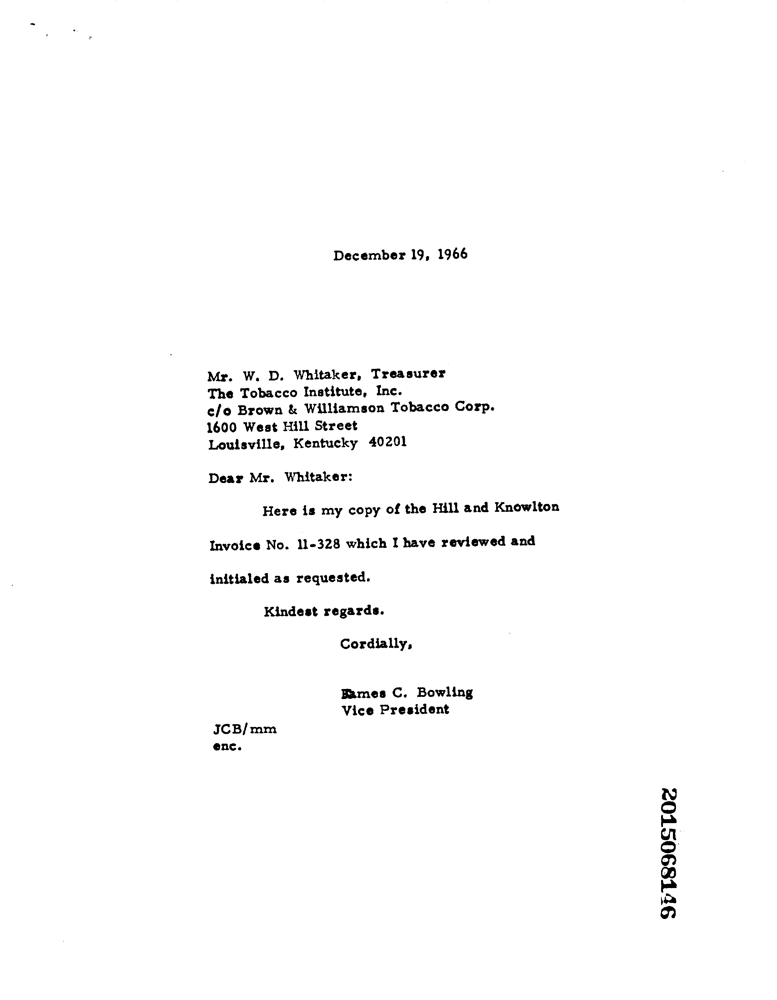 December 19, 1966
Mr. W. D. Whitaker, Treasurer
The Tobacco Institute, Inc.
c/o Brown & Williamson Tobacco Corp.
1600 West Hill Street
Louisville, Kentucky 40201
Dear Mr. Whitaker:
Here is my copy of the Hill and Knowlton
Invoice No. 11-328 which I have reviewed and
initialed as requested.
Kindest regards.
Cordially,
C. Bowling
Vice President
JCB/mm
enc.
2015068146